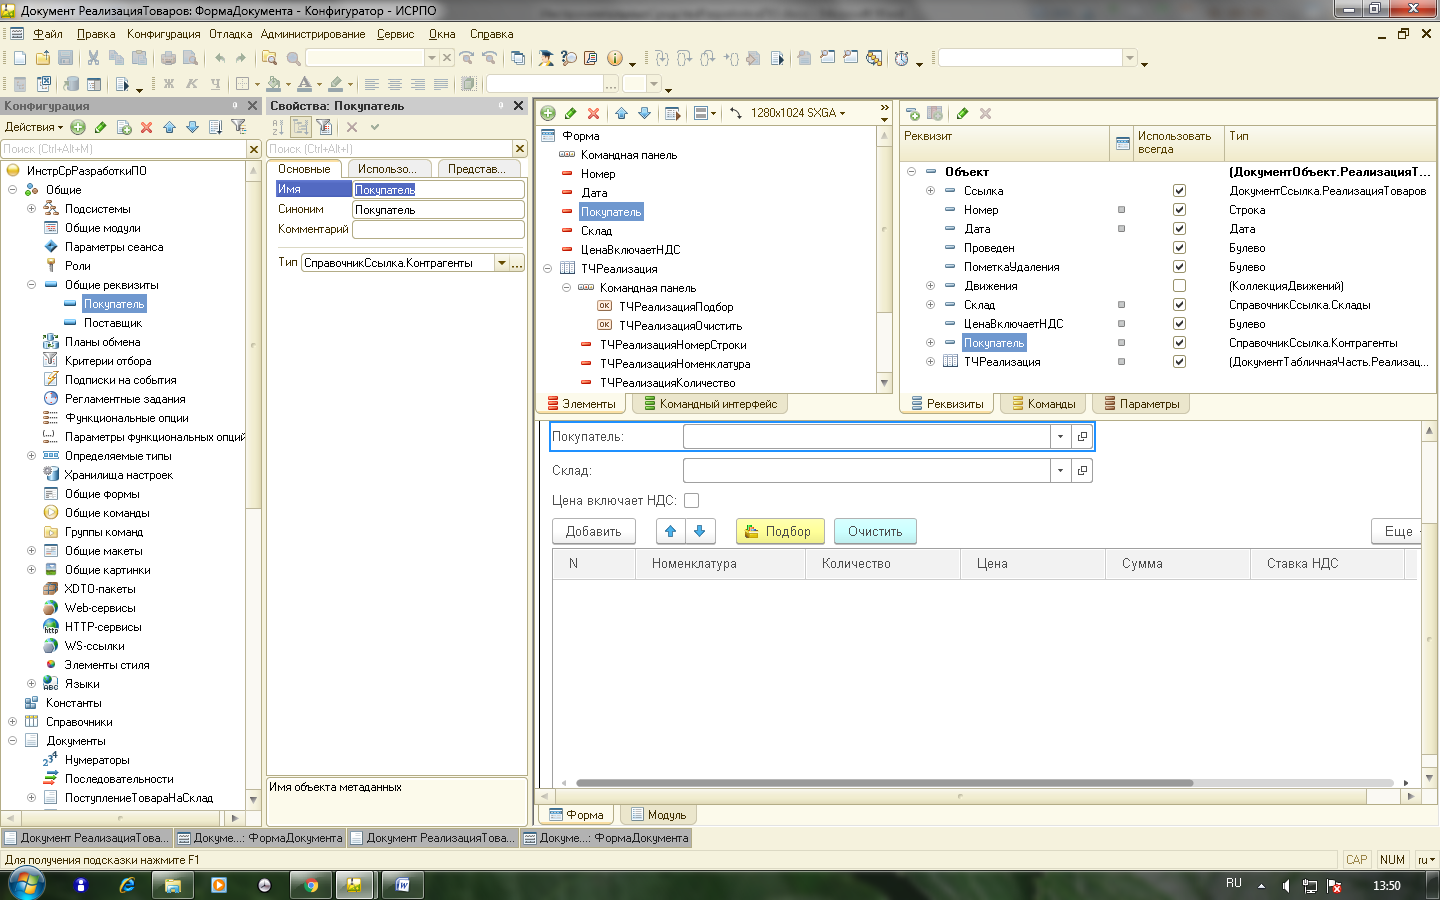 Документ РеализацияТоваров: ФормаДокумента - Конфигуратор - ИСРПО
Файл Правка Конфигурация Отладка Администрирование Сервис Окна Справка
Ж К Ч
Конфигурация
Действия
Поиск (Ctrl+Alt+M)
ИнстрСрРазработкиПО
Общие
Подсистемы
Общие модули
Параметры сеанса
Роли
Общие реквизиты
Покупатель
Поставщик
Планы обмена
Критерии отбора
Подписки на события
Регламентные задания
Функциональные опции
Параметры функциональных опций
Определяемые типы
Хранилища настроек
Общие формы
Общие команды
Группы команд
Общие макеты
Общие картинки
XDTO-пакеты
Web-сервисы
HTTP-сервисы
WS-ссылки
Элементы стиля
Языки
Константы
Справочники
Документы
Нумераторы
Последовательности
ПоступлениеТовараНаСклад
Свойства: Покупатель
Поиск (Ctrl+Alt+I)
Основные Использо... Представ...
Имя Покупатель
Синоним Покупатель
Комментарий
Тип СправочникСсылка.Контрагенты
Имя объекта метаданных
1280x1024 SXGA
Форма
Командная панель
Номер
Дата
Покупатель
Склад
ЦенаВключаетНДС
ТЧРеализация
Командная панель
OK ТЧРеализацияПодбор
OK ТЧРеализацияОчистить
ТЧРеализацияНомерСтроки
ТЧРеализацияНоменклатура
ТЧРеализацияКоличество
Элементы Командный интерфейс
Реквизит Использовать всегда Тип
Объект (ДокументОбъект.РеализацияТ...
Ссылка ДокументСсылка.РеализацияТоваров
Номер Строка
Дата Дата
Проведен Булево
ПометкаУдаления Булево
Движения (КоллекцияДвижений)
Склад СправочникСсылка.Склады
ЦенаВключаетНДС Булево
Покупатель СправочникСсылка.Контрагенты
ТЧРеализация (ДокументТабличнаяЧасть.Реализац...
Реквизиты Команды Параметры
Покупатель:
Склад:
Цена включает НДС:
Добавить Подбор Очистить Еще
N Номенклатура Количество Цена Сумма Ставка НДС
Форма Модуль
Документ РеализацияТова... Докуме...: ФормаДокумента Документ РеализацияТова... Докуме...: ФормаДокумента
Для получения подсказки нажмите F1 CAP NUM ru
RU 13:50